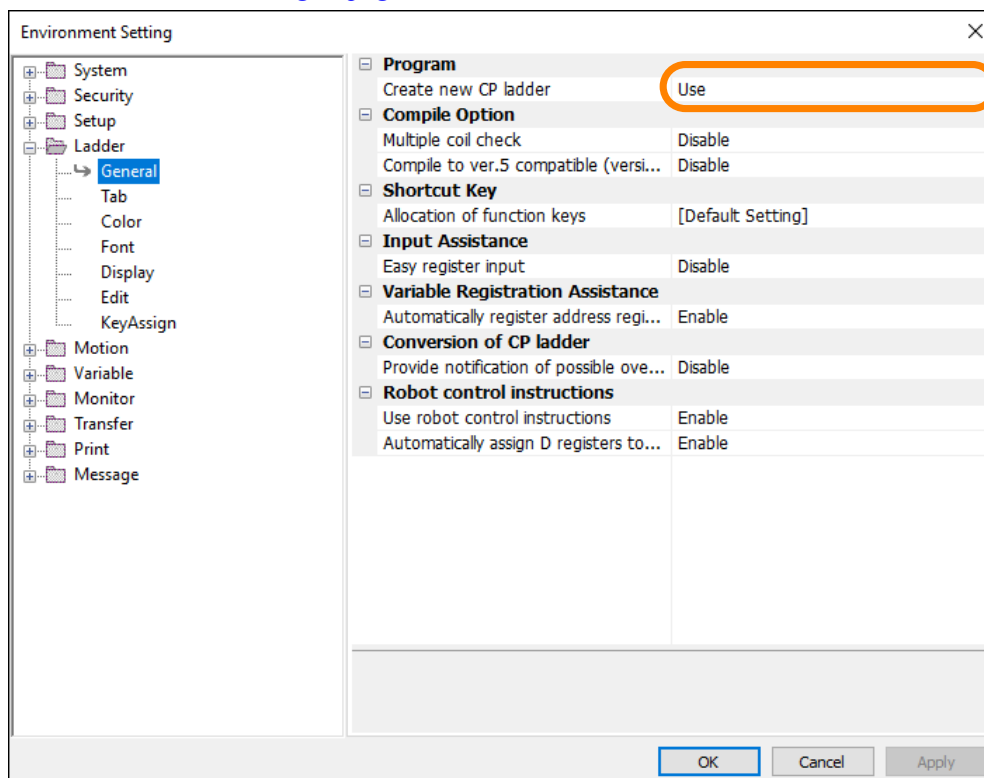 Environment Setting
System
Security
Setup
Ladder
General
Tab
Color
Font
Display
Edit
KeyAssign
Motion
Variable
Monitor
Transfer
Print
Message
Program
Create new CP ladder Use
Compile Option
Multiple coil check Disable
Compile to ver.5 compatible (versi... Disable
Shortcut Key
Allocation of function keys [Default Setting]
Input Assistance
Easy register input Disable
Variable Registration Assistance
Automatically register address regi... Enable
Conversion of CP ladder
Provide notification of possible ove... Disable
Robot control instructions
Use robot control instructions Enable
Automatically assign D registers to... Enable
OK Cancel Apply